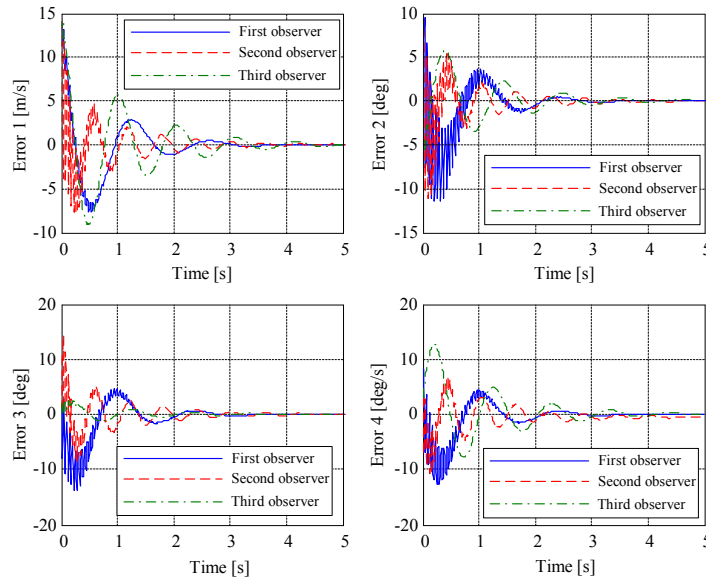 15
10
5
0
-5
-10
Error 1 [m/s]
First observer
Second observer
Third observer
0 1 2 3 4 5
Time [s]
10
5
0
-5
-10
15
Error 2 [deg]
First observer
Second observer
Third observer
0 1 2 3 4 5
Time [s]
20
10
0
-10
-20
Error 3 [deg]
First observer
Second observer
Third observer
0 1 2 3 4 5
Time [s]
20
10
0
-10
-20
Error 4 [deg/s]
First observer
Second observer
Third observer
0 1 2 3 4 5
Time [s]